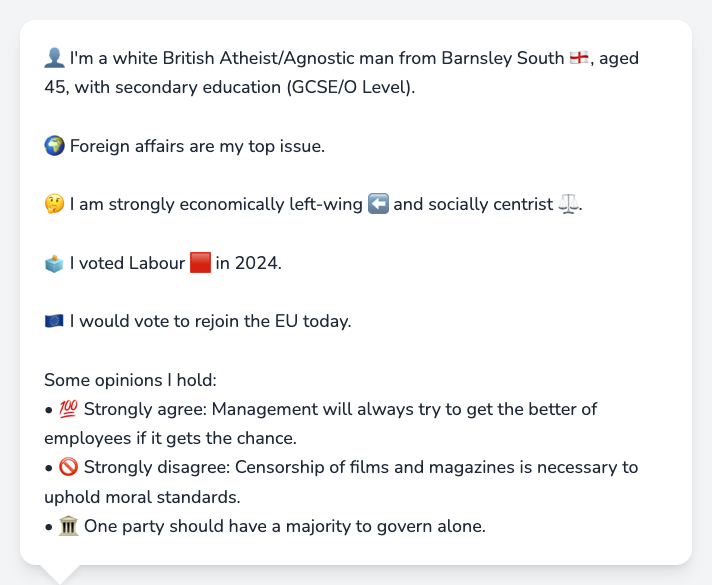 👤 I'm a white British Atheist/Agnostic man from Barnsley South 🏴󠁧󠁢󠁥󠁮󠁧󠁿, aged
45, with secondary education (GCSE/O Level).
🌍 Foreign affairs are my top issue.
🤔 I am strongly economically left-wing ⬅️ and socially centrist ⚖️.
🗳️ I voted Labour 🟥 in 2024.
🇪🇺 I would vote to rejoin the EU today.
Some opinions I hold:
• 💯 Strongly agree: Management will always try to get the better of
employees if it gets the chance.
• 🚫 Strongly disagree: Censorship of films and magazines is necessary to
uphold moral standards.
• 🏛️ One party should have a majority to govern alone.